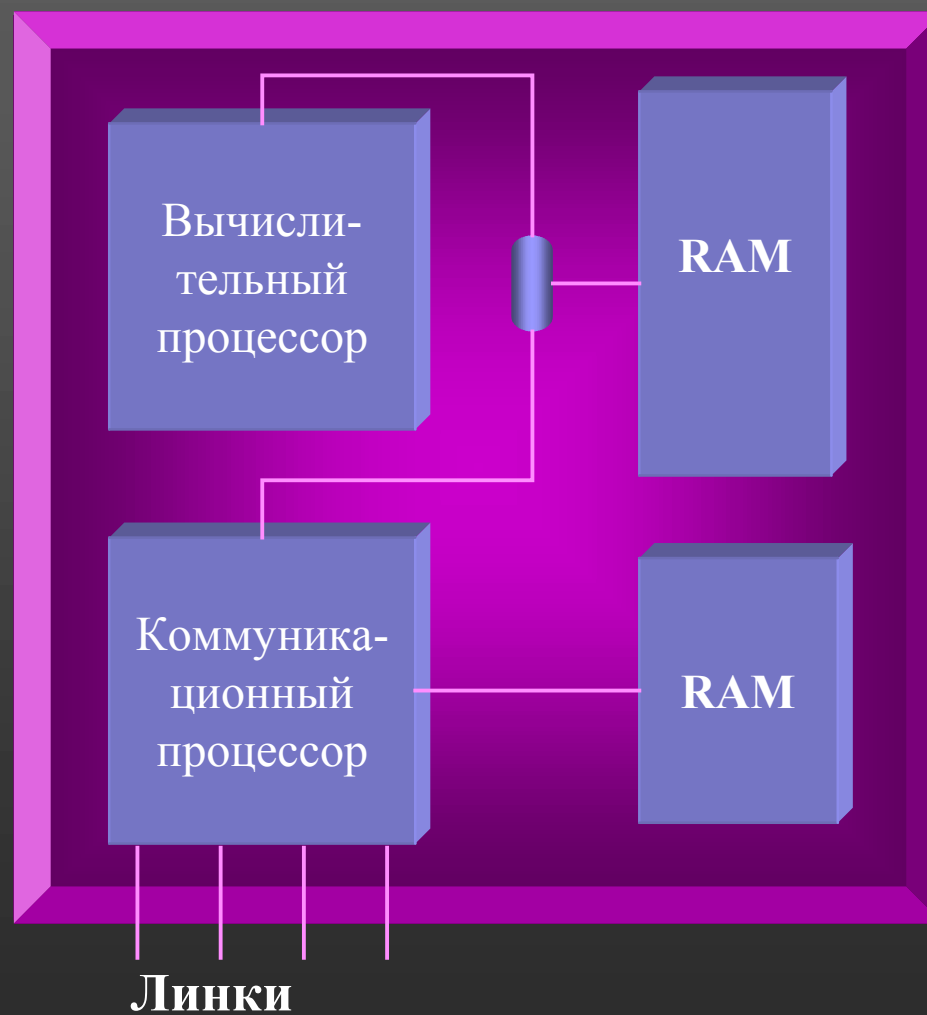 Вычисли-
тельный
процессор
RAM
Коммуника-
ционный
процессор
RAM
Линки